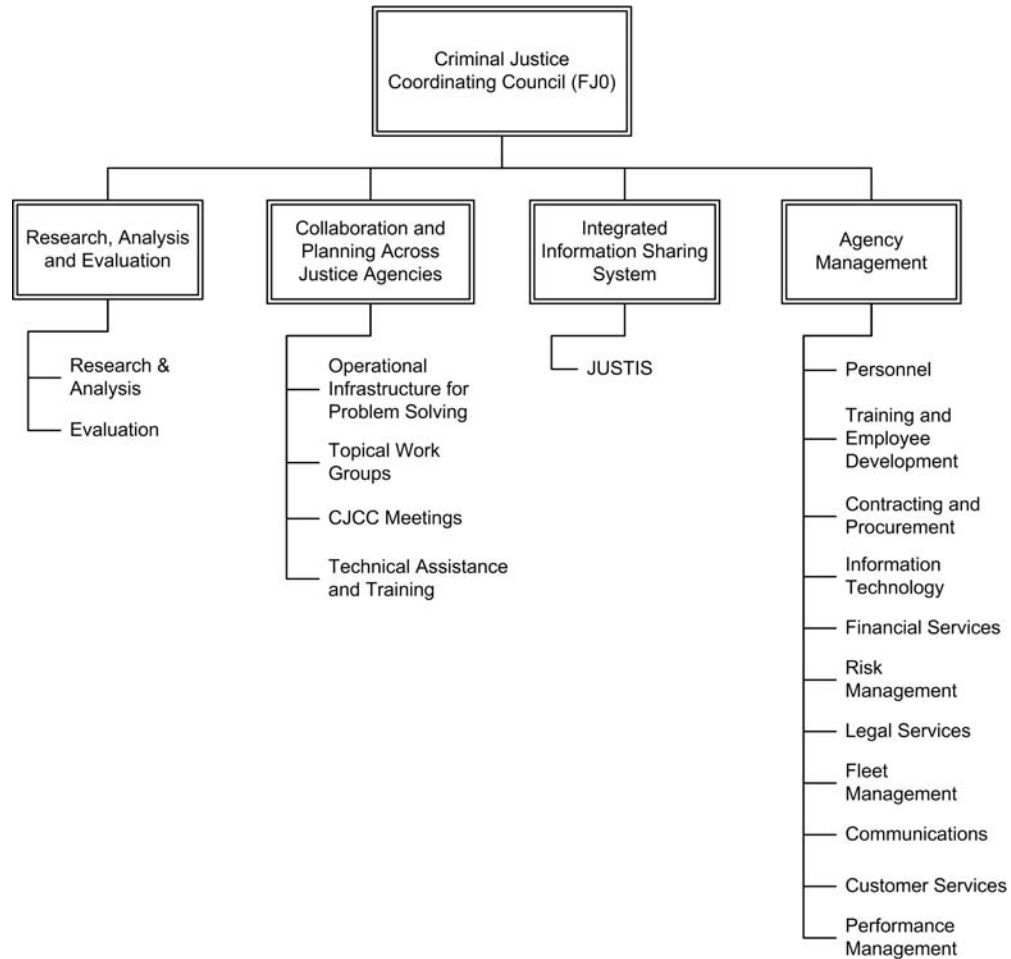 Criminal Justice
Coordinating Council (FJ0)
Research, Analysis
and Evaluation
Collaboration and
Planning Across
Justice Agencies
Integrated
Information Sharing
System
Agency
Management
Research &
Analysis
Evaluation
Operational
Infrastructure for
Problem Solving
Topical Work
Groups
CJCC Meetings
Technical Assistance
and Training
JUSTIS
Personnel
Training and
Employee
Development
Contracting and
Procurement
Information
Technology
Financial Services
Risk
Management
Legal Services
Fleet
Management
Communications
Customer Services
Performance
Management